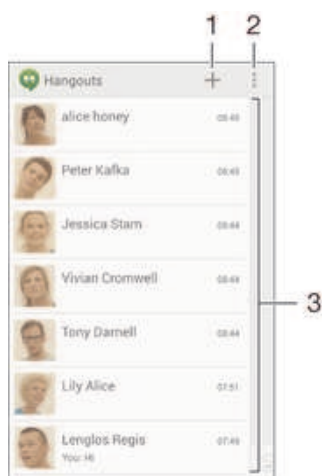 1 2
Hangouts
alice honey 08:45
Peter Kafka 08:45
Jessica Stam 08:44
Vivian Cromwell 08:44
3
Tony Darnell 08:44
Lily Alice 07:51
Lenglos Regis 07:49
You: Hi